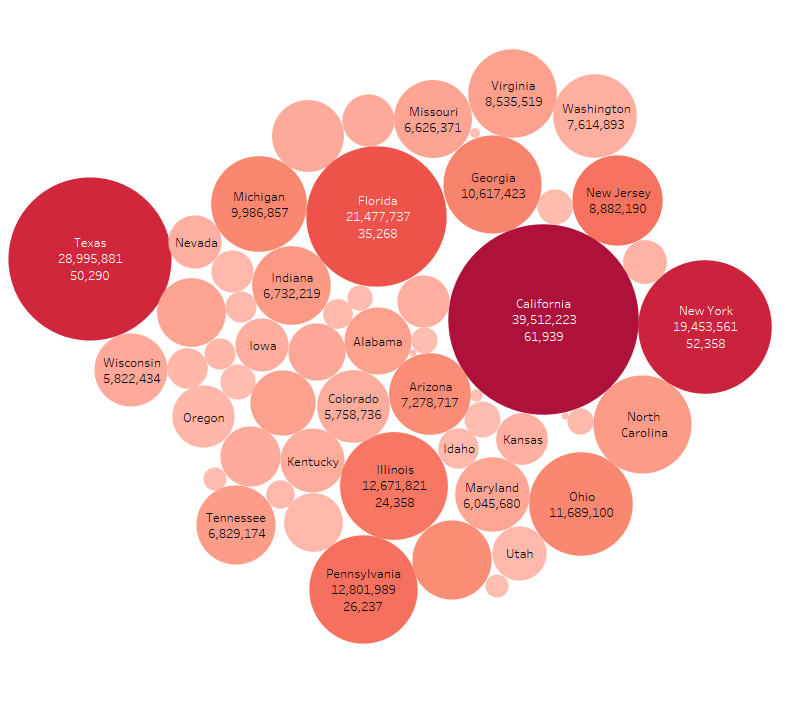 Virginia
8,535,519
Missouri
6,626,371
Washington
7,614,893
Georgia
10,617,423
Michigan
9,986,857
Florida
21,477,737
35,268
New Jersey
8,882,190
Texas
28,995,881
50,290
Nevada
Indiana
6,732,219
California
39,512,223
61,939
New York
19,453,561
52,358
Iowa
Alabama
Wisconsin
5,822,434
Arizona
7,278,717
Colorado
5,758,736
Oregon
North
Carolina
Idaho
Kansas
Kentucky
Illinois
12,671,821
24,358
Maryland
6,045,680
Ohio
11,689,100
Tennessee
6,829,174
Utah
Pennsylvania
12,801,989
26,237